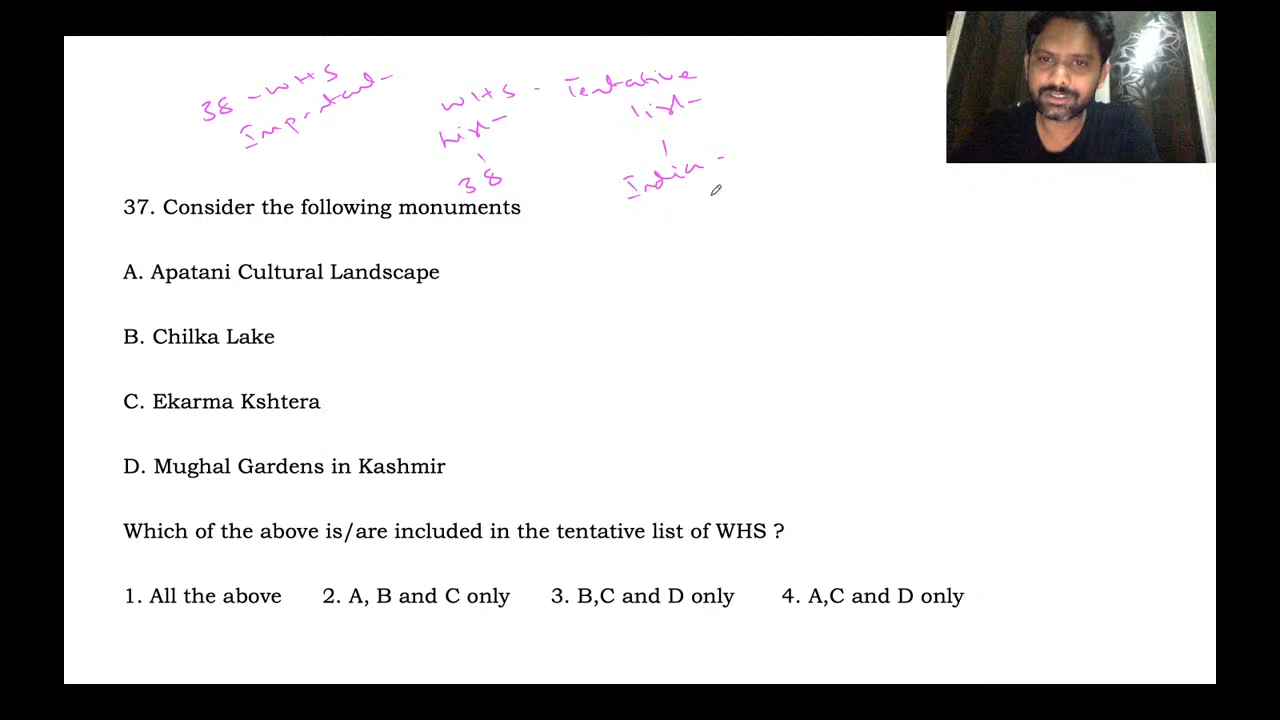 38 - WHS
Important -
WHS - Tentative
list - list -
38 India -
37. Consider the following monuments
A. Apatani Cultural Landscape
B. Chilka Lake
C. Ekarma Kshtera
D. Mughal Gardens in Kashmir
Which of the above is/are included in the tentative list of WHS ?
1. All the above 2. A, B and C only 3. B,C and D only 4. A,C and D only